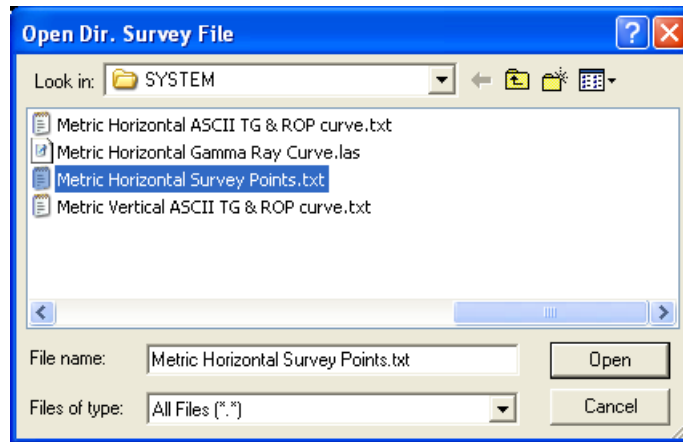 Open Dir. Survey File
Look in: SYSTEM
Metric Horizontal ASCII TG & ROP curve.txt
Metric Horizontal Gamma Ray Curve.las
Metric Horizontal Survey Points.txt
Metric Vertical ASCII TG & ROP curve.txt
File name: Metric Horizontal Survey Points.txt Open
Files of type: All Files (*.*) Cancel